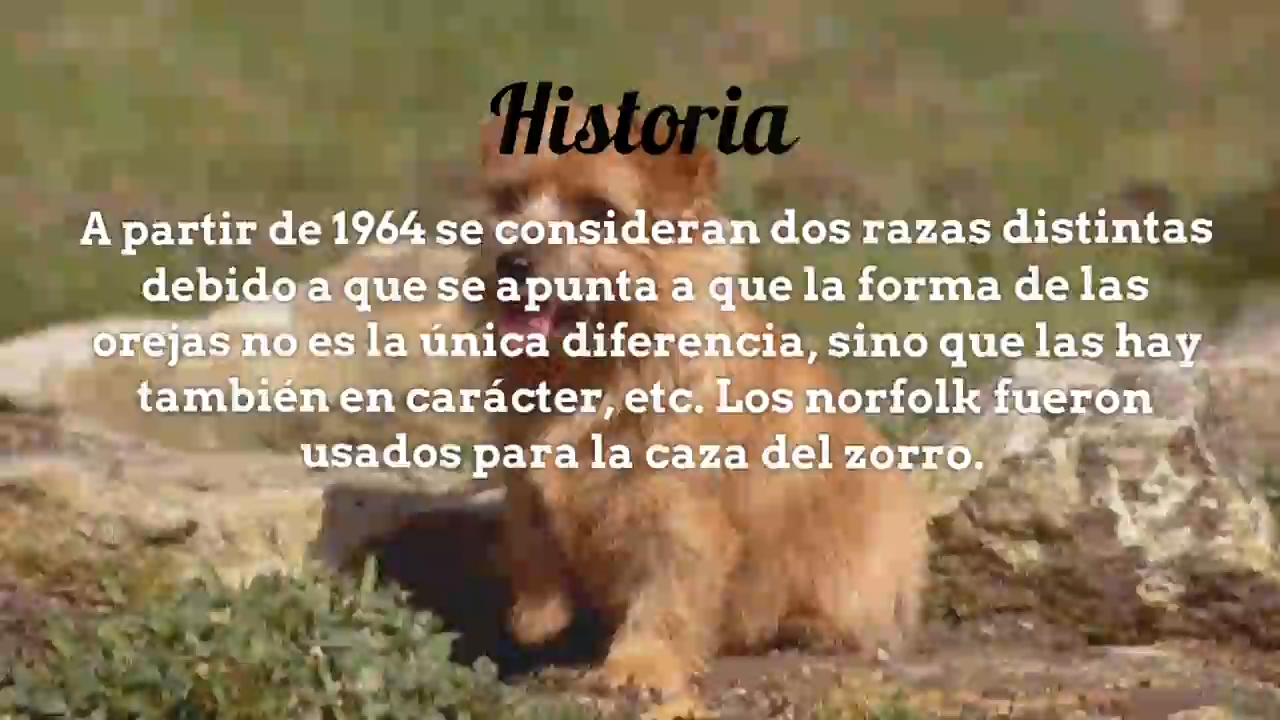 Historia
A partir de 1964 se consideran dos razas distintas
debido a que se apunta a que la forma de las
orejas no es la única diferencia, sino que las hay
también en carácter, etc. Los norfolk fueron
usados para la caza del zorro.